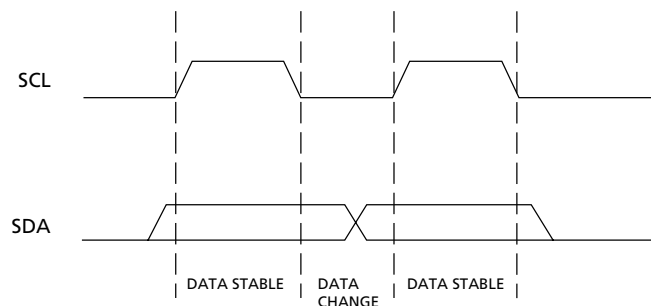 SCL
SDA
DATA STABLE
DATA
CHANGE
DATA STABLE